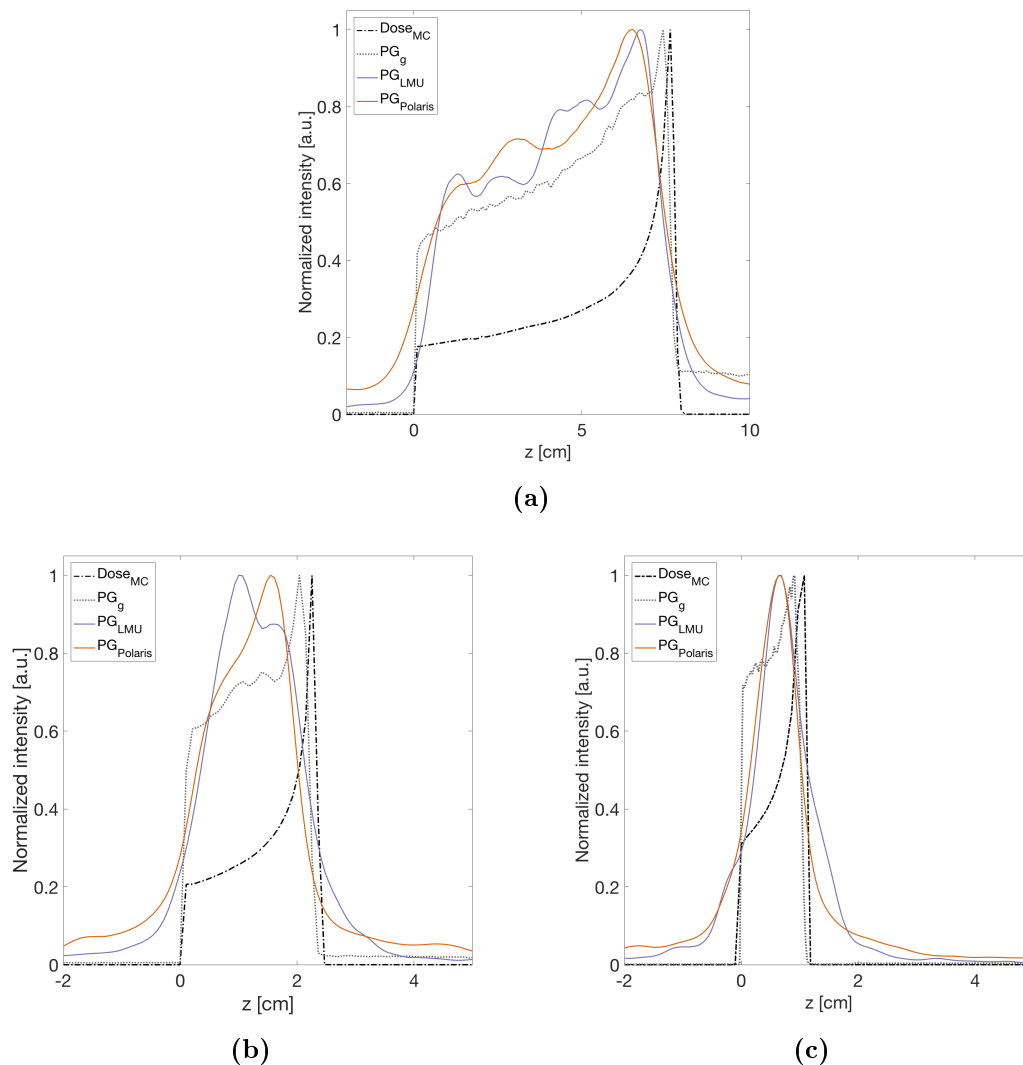 1
0.8
0.6
0.4
0.2
0
Normalized intensity [a.u.]
Dose_MC
PG_g
PG_LMU
PG_Polaris
0 5 10
z [cm]
(a)
1
0.8
0.6
0.4
0.2
0
Normalized intensity [a.u.]
Dose_MC
PG_g
PG_LMU
PG_Polaris
-2 0 2 4
z [cm]
(b)
1
0.8
0.6
0.4
0.2
0
Normalized intensity [a.u.]
Dose_MC
PG_g
PG_LMU
PG_Polaris
-2 0 2 4
z [cm]
(c)